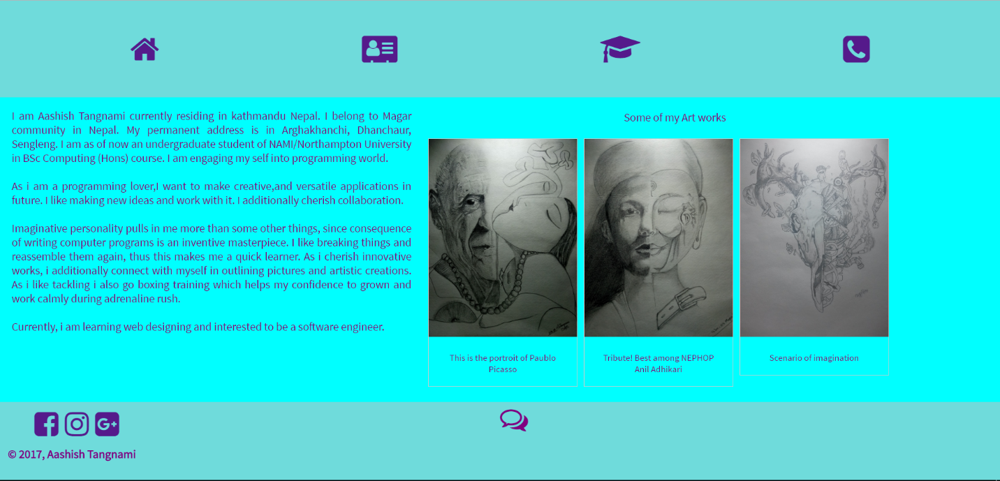 I am Aashish Tangnami currently residing in kathmandu Nepal. I belong to Magar
community in Nepal. My permanent address is in Arghakhanchi, Dhanchaur,
Sengleng. I am as of now an undergraduate student of NAMI/Northampton University
in BSc Computing (Hons) course. I am engaging my self into programming world.
As i am a programming lover,I want to make creative,and versatile applications in
future. I like making new ideas and work with it. I additionally cherish collaboration.
Imaginative personality pulls in me more than some other things, since consequence
of writing computer programs is an inventive masterpiece. I like breaking things and
reassemble them again, thus this makes me a quick learner. As i cherish innovative
works, i additionally connect with myself in outlining pictures and artistic creations.
As i like tackling i also go boxing training which helps my confidence to grown and
work calmly during adrenaline rush.
Currently, i am learning web designing and interested to be a software engineer.
Some of my Art works
This is the portroit of Paublo
Picasso
Tribute! Best among NEPHOP
Anil Adhikari
Scenario of imagination
© 2017, Aashish Tangnami